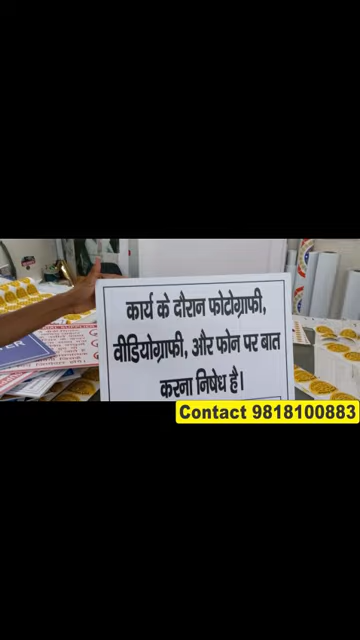 कार्य के दौरान फोटोग्राफी,
वीडियोग्राफी, और फोन पर बात
करना निषेध है।
Contact 9818100883